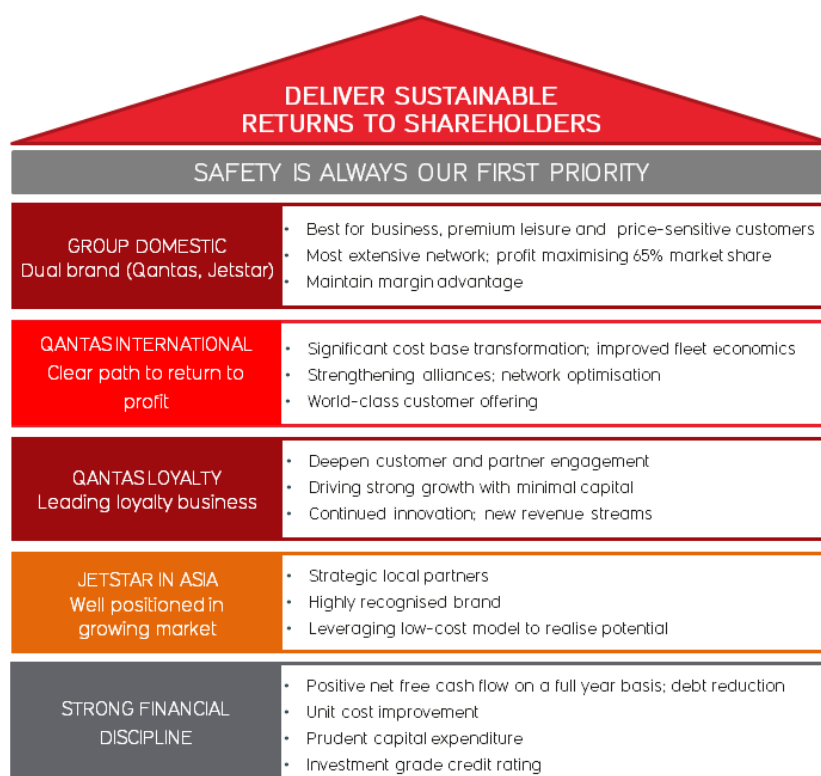 DELIVER SUSTAINABLE
RETURNS TO SHAREHOLDERS
SAFETY IS ALWAYS OUR FIRST PRIORITY
GROUP DOMESTIC
Dual brand (Qantas, Jetstar)
• Best for business, premium leisure and price-sensitive customers
• Most extensive network; profit maximising 65% market share
• Maintain margin advantage
QANTAS INTERNATIONAL
Clear path to return to
profit
• Significant cost base transformation; improved fleet economics
• Strengthening alliances; network optimisation
• World-class customer offering
QANTAS LOYALTY
Leading loyalty business
• Deepen customer and partner engagement
• Driving strong growth with minimal capital
• Continued innovation; new revenue streams
JETSTAR IN ASIA
Well positioned in
growing market
• Strategic local partners
• Highly recognised brand
• Leveraging low-cost model to realise potential
STRONG FINANCIAL
DISCIPLINE
• Positive net free cash flow on a full year basis; debt reduction
• Unit cost improvement
• Prudent capital expenditure
• Investment grade credit rating